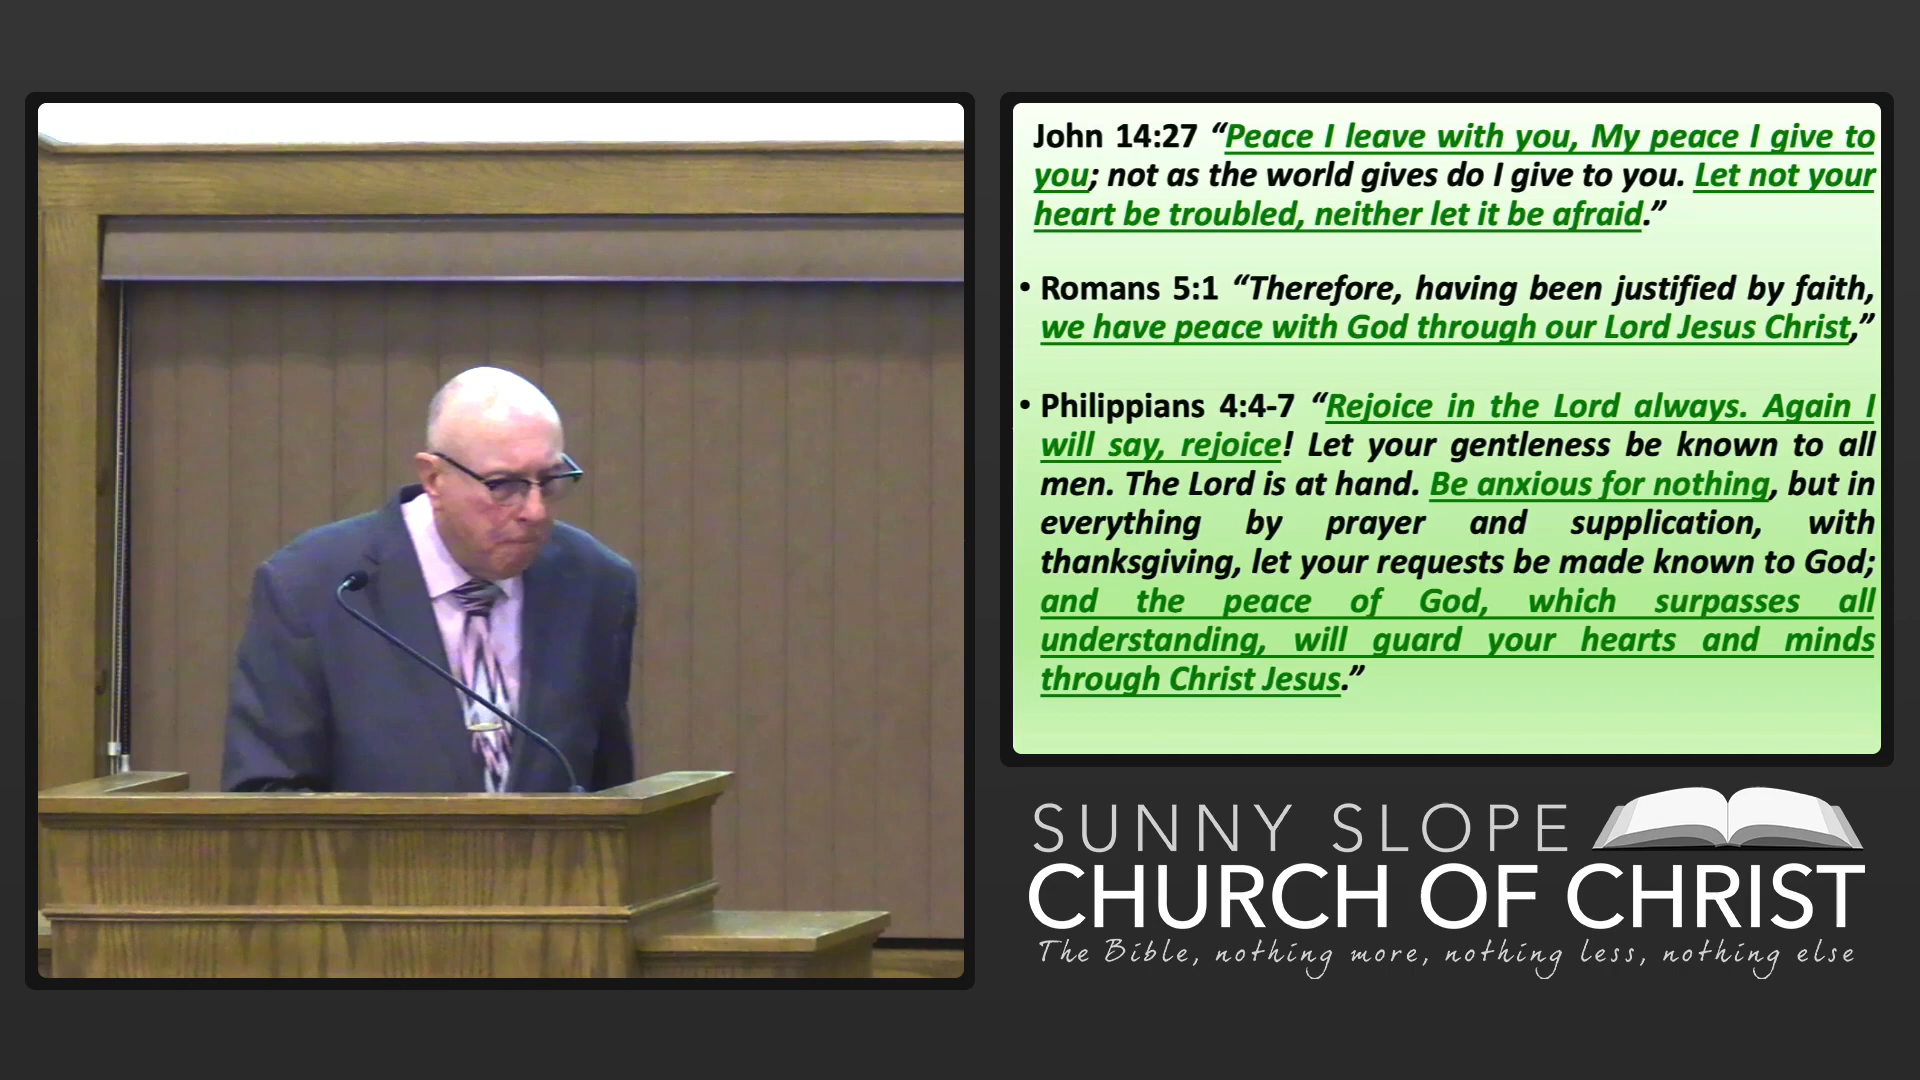 John 14:27 “Peace I leave with you, My peace I give to
you; not as the world gives do I give to you. Let not your
heart be troubled, neither let it be afraid.”
• Romans 5:1 “Therefore, having been justified by faith,
we have peace with God through our Lord Jesus Christ,”
• Philippians 4:4-7 “Rejoice in the Lord always. Again I
will say, rejoice! Let your gentleness be known to all
men. The Lord is at hand. Be anxious for nothing, but in
everything by prayer and supplication, with
thanksgiving, let your requests be made known to God;
and the peace of God, which surpasses all
understanding, will guard your hearts and minds
through Christ Jesus.”
SUNNY SLOPE
CHURCH OF CHRIST
The Bible, nothing more, nothing less, nothing else